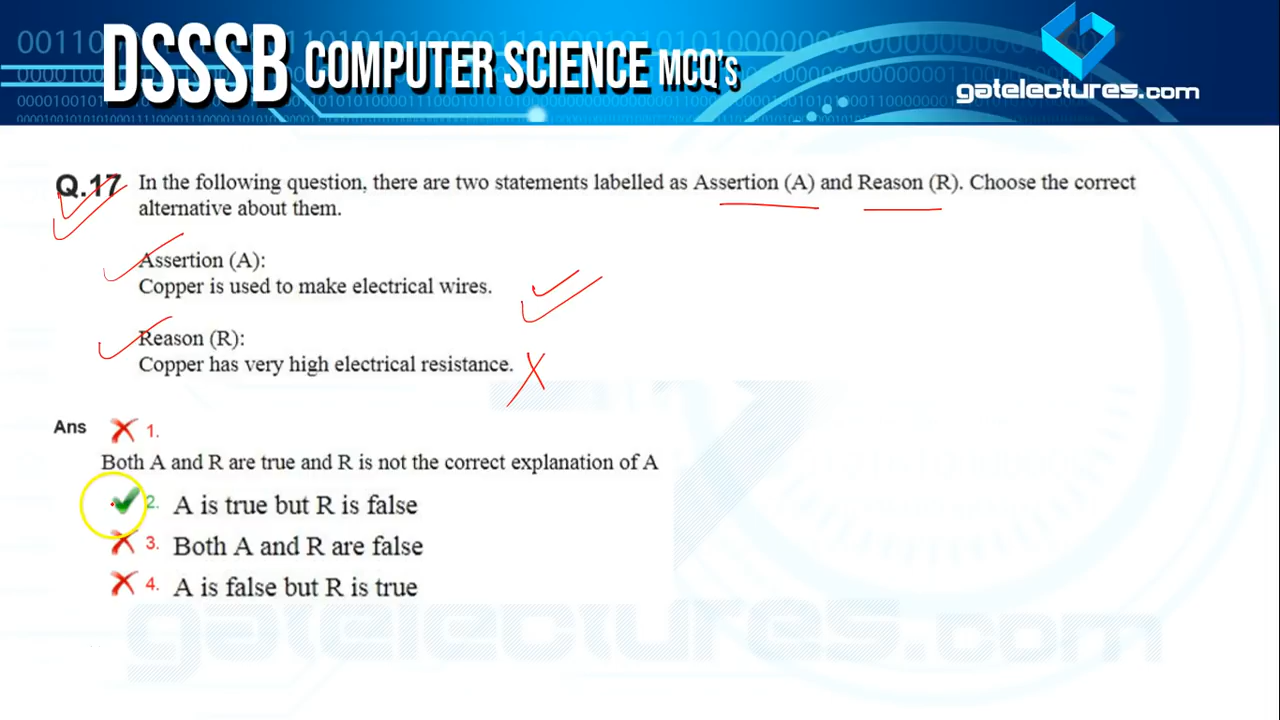 DSSSB COMPUTER SCIENCE MCQ's
gatelectures.com
Q.17 In the following question, there are two statements labelled as Assertion (A) and Reason (R). Choose the correct
alternative about them.
Assertion (A):
Copper is used to make electrical wires.
Reason (R):
Copper has very high electrical resistance.
Ans 1.
Both A and R are true and R is not the correct explanation of A
2. A is true but R is false
3. Both A and R are false
4. A is false but R is true
gatelectures.com